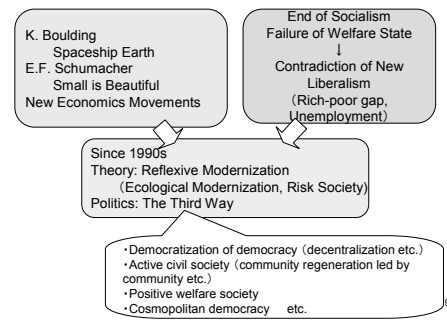 K. Boulding
Spaceship Earth
E.F. Schumacher
Small is Beautiful
New Economics Movements
End of Socialism
Failure of Welfare State
↓
Contradiction of New
Liberalism
(Rich-poor gap,
Unemployment)
Since 1990s
Theory: Reflexive Modernization
(Ecological Modernization, Risk Society)
Politics: The Third Way
・Democratization of democracy (decentralization etc.)
・Active civil society (community regeneration led by
community etc.)
・Positive welfare society
・Cosmopolitan democracy etc.
s